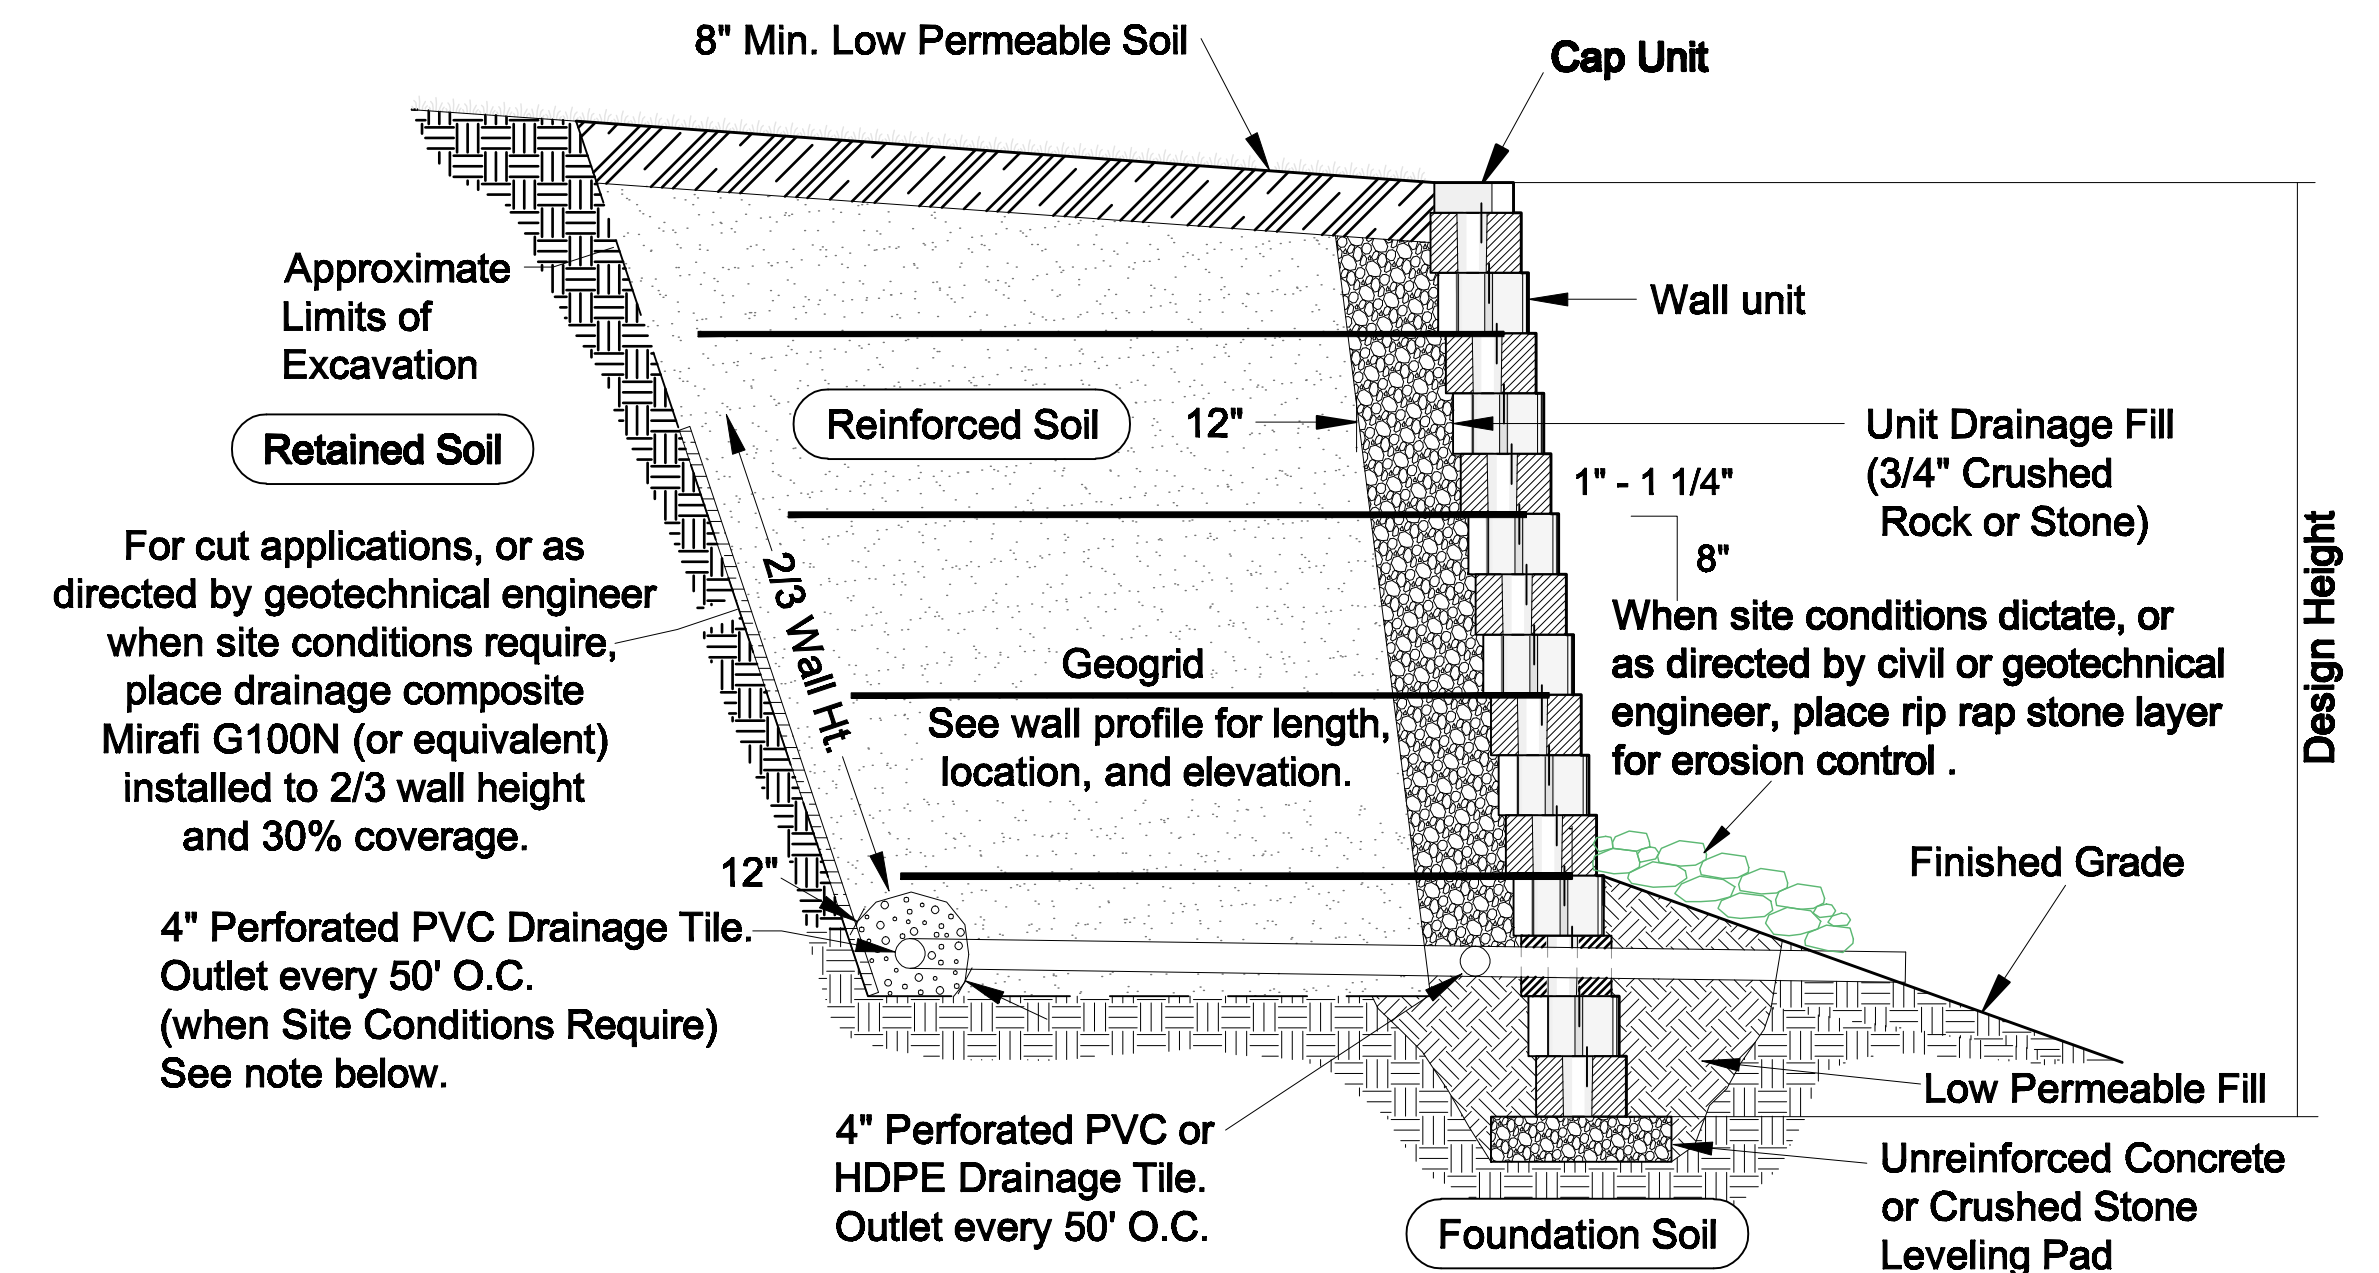 8" Min. Low Permeable Soil
Cap Unit
Approximate
Limits of
Excavation
Wall unit
Retained Soil
Reinforced Soil
12"
Unit Drainage Fill
(3/4" Crushed
Rock or Stone)
1" - 1 1/4"
8"
For cut applications, or as
directed by geotechnical engineer
when site conditions require,
place drainage composite
Mirafi G100N (or equivalent)
installed to 2/3 wall height
and 30% coverage.
2/3 Wall Ht.
Geogrid
See wall profile for length,
location, and elevation.
When site conditions dictate, or
as directed by civil or geotechnical
engineer, place rip rap stone layer
for erosion control .
Design Height
12"
Finished Grade
4" Perforated PVC Drainage Tile.
Outlet every 50' O.C.
(when Site Conditions Require)
See note below.
Low Permeable Fill
4" Perforated PVC or
HDPE Drainage Tile.
Outlet every 50' O.C.
Unreinforced Concrete
or Crushed Stone
Leveling Pad
Foundation Soil